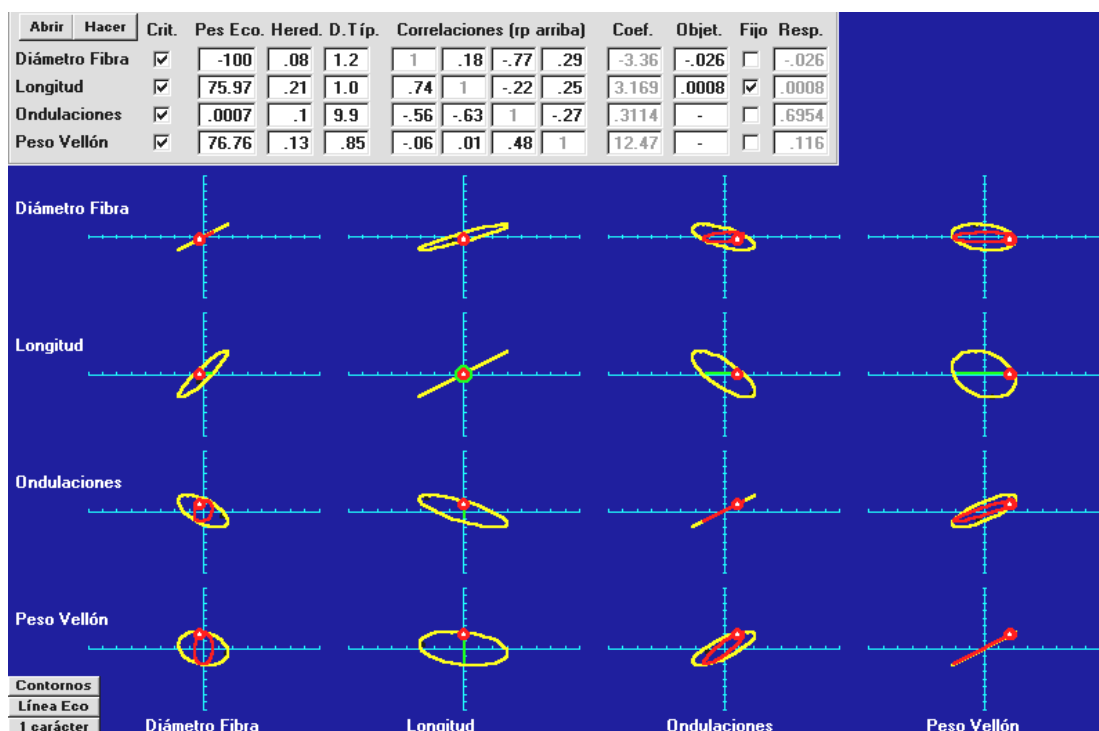 Abrir Hacer Crit. Pes Eco. Hered. D.Típ. Correlaciones (rp arriba) Coef. Objet. Fijo Resp.
Diámetro Fibra -100 .08 1.2 1 .18 -.77 .29 -3.36 -.026 -.026
Longitud 75.97 .21 1.0 .74 1 -.22 .25 3.169 .0008 .0008
Ondulaciones .0007 .1 9.9 -.56 -.63 1 -.27 .3114 - .6954
Peso Vellón 76.76 .13 .85 -.06 .01 .48 1 12.47 - .116
Diámetro Fibra
Longitud
Ondulaciones
Peso Vellón
Contornos
Línea Eco
1 carácter
Diámetro Fibra Longitud Ondulaciones Peso Vellón